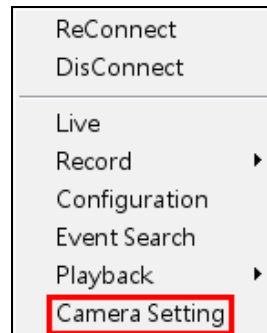 ReConnect
DisConnect
Live
Record
Configuration
Event Search
Playback
Camera Setting